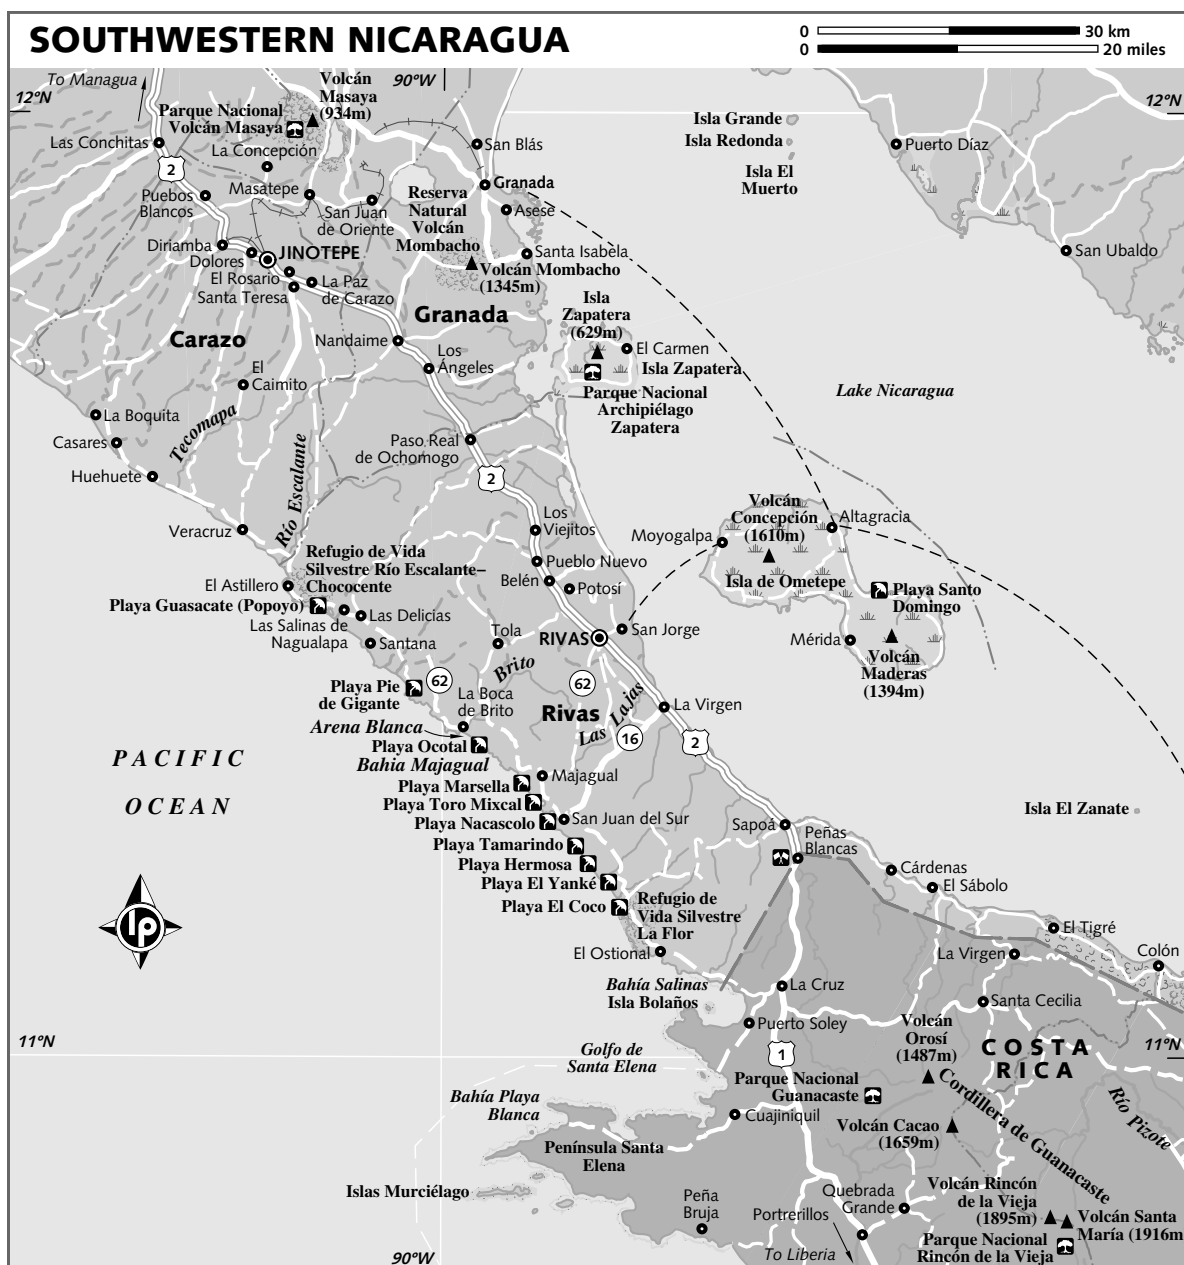 SOUTHWESTERN NICARAGUA
0 30 km
0 20 miles
To Managua
90°W
12°N
12°N
Volcán
Masaya
(934m)
Parque Nacional
Volcán Masaya
Las Conchitas
La Concepción
2
San Blás
Isla Grande
Isla Redonda
Isla El
Muerto
Puerto Díaz
Puebos
Blancos
Masatepe
San Juan
de Oriente
Reserva
Natural
Volcán
Mombacho
Granada
Asese
Diriamba
Dolores
JINOTEPE
El Rosario
Santa Teresa
La Paz
de Carazo
Santa Isabela
Volcán Mombacho
(1345m)
San Ubaldo
Granada
Isla
Zapatera
(629m)
Carazo
Nandaime
Los
Ángeles
El Carmen
Isla Zapatera
Parque Nacional
Archipiélago
Zapatera
Lake Nicaragua
El
Caimito
La Boquita
Casares
Huehuete
Tecomapa
Río Escalante
Paso Real
de Ochomogo
2
Veracruz
Los
Viejitos
Volcán
Concepción
(1610m)
Altagracia
Moyogalpa
Refugio de Vida
Silvestre Río Escalante–
Chococente
El Astillero
Pueblo Nuevo
Belén
Potosí
Isla de Ometepe
Playa Santo
Domingo
Playa Guasacate (Popoyo)
Las Delicias
Las Salinas de
Nagualapa
Santana
Tola
RIVAS
San Jorge
Mérida
Volcán
Maderas
(1394m)
Brito
Playa Pie
de Gigante
62
62
La Boca
de Brito
Rivas
Las Lajas
La Virgen
Arena Blanca
16
2
Playa Ocotal
Bahia Majagual
PACIFIC
OCEAN
Majagual
Playa Marsella
Playa Toro Mixcal
Playa Nacascolo
San Juan del Sur
Playa Tamarindo
Playa Hermosa
Playa El Yanké
Playa El Coco
Sapoá
Peñas
Blancas
Isla El Zanate
Cárdenas
El Sábolo
Refugio de
Vida Silvestre
La Flor
El Tigré
El Ostional
La Virgen
Colón
lp
Bahía Salinas
Isla Bolaños
La Cruz
Santa Cecilia
Puerto Soley
Volcán
Orosí
(1487m)
COSTA
RICA
11°N
11°N
Golfo de
Santa Elena
1
Parque Nacional
Guanacaste
Bahía Playa
Blanca
Cuajiniquil
Volcán Cacao
(1659m)
Cordillera de Guanacaste
Río Pizote
Península Santa
Elena
Islas Murciélago
Peña
Bruja
Quebrada
Grande
Portrerillos
Volcán Rincón
de la Vieja
(1895m)
Volcán Santa
María (1916m
Parque Nacional
Rincón de la Vieja
90°W
To Liberia